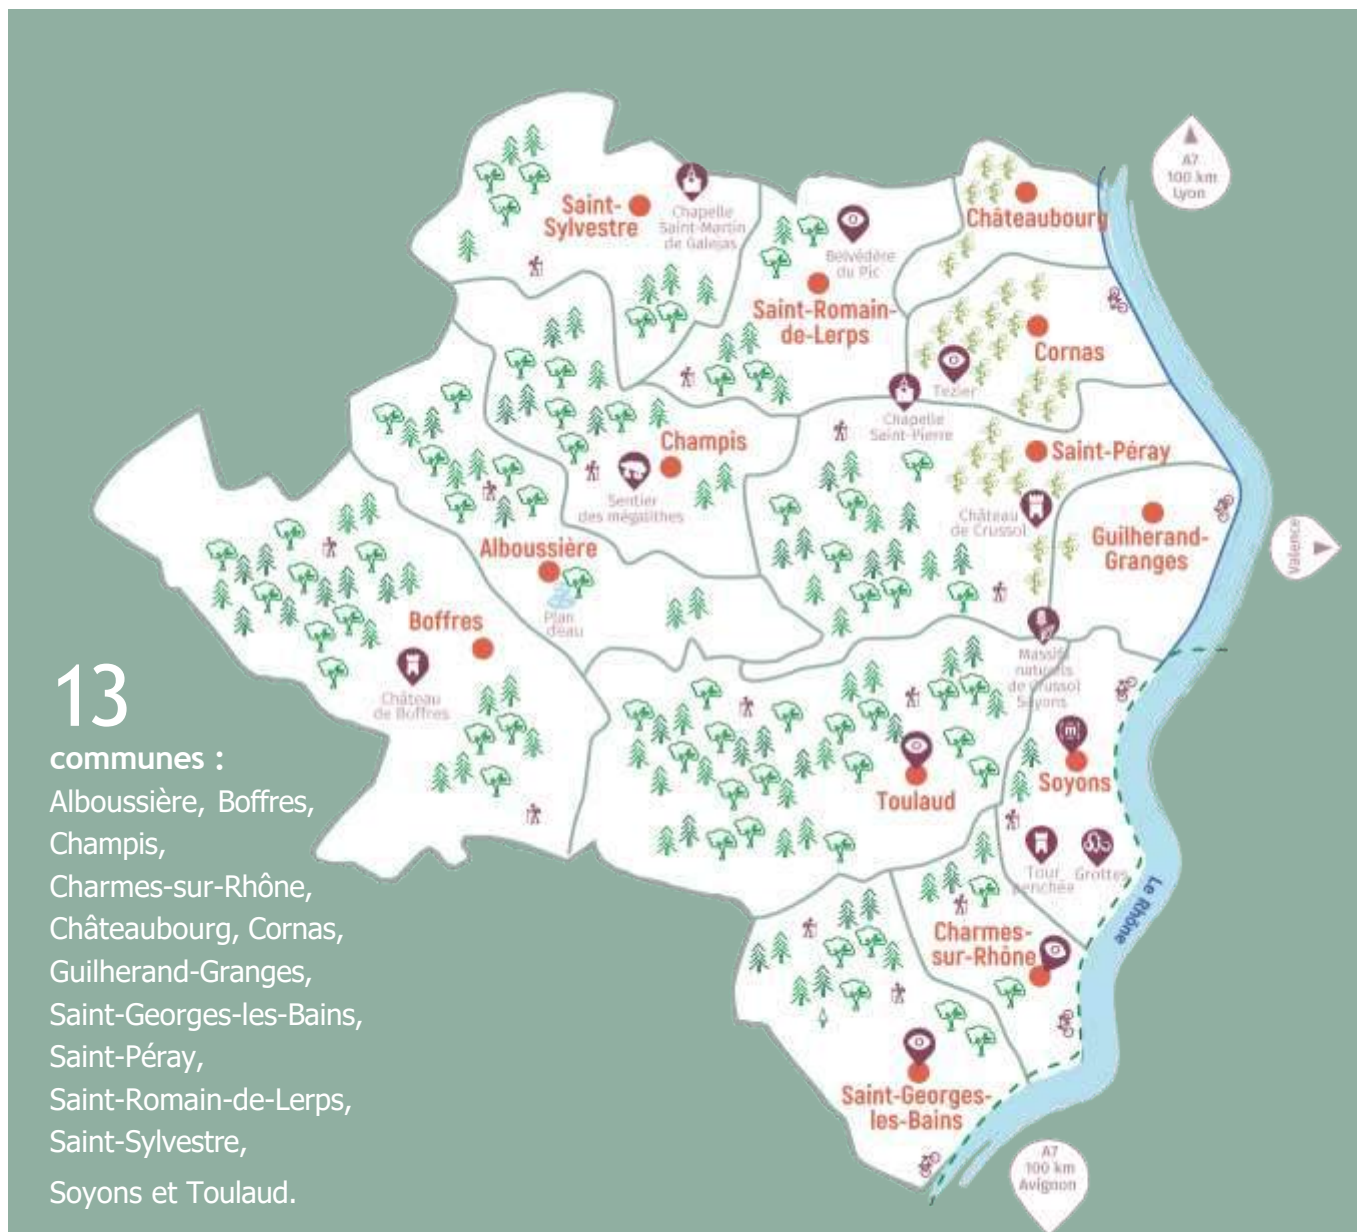 A7
100 km
Lyon
Saint-
Sylvestre
Chapelle
Saint-Martin
de Galejas
Châteaubourg
Belvédère
du Pic
Saint-Romain-
de-Lerps
Cornas
Tezier
Chapelle
Saint-Pierre
Champis
Saint-Péray
Sentier
des mégalithes
Château
de Crussol
Guilherand-
Granges
Valence
Alboussière
Plan
d'eau
Boffres
Château
de Boffres
Massifs
naturels
de Crussol
Soyons
Soyons
Toulaud
Tour
penchée
Grottes
Le Rhône
Charmes-
sur-Rhône
Saint-Georges-
les-Bains
A7
100 km
Avignon
13
communes :
Alboussière, Boffres,
Champis,
Charmes-sur-Rhône,
Châteaubourg, Cornas,
Guilherand-Granges,
Saint-Georges-les-Bains,
Saint-Péray,
Saint-Romain-de-Lerps,
Saint-Sylvestre,
Soyons et Toulaud.